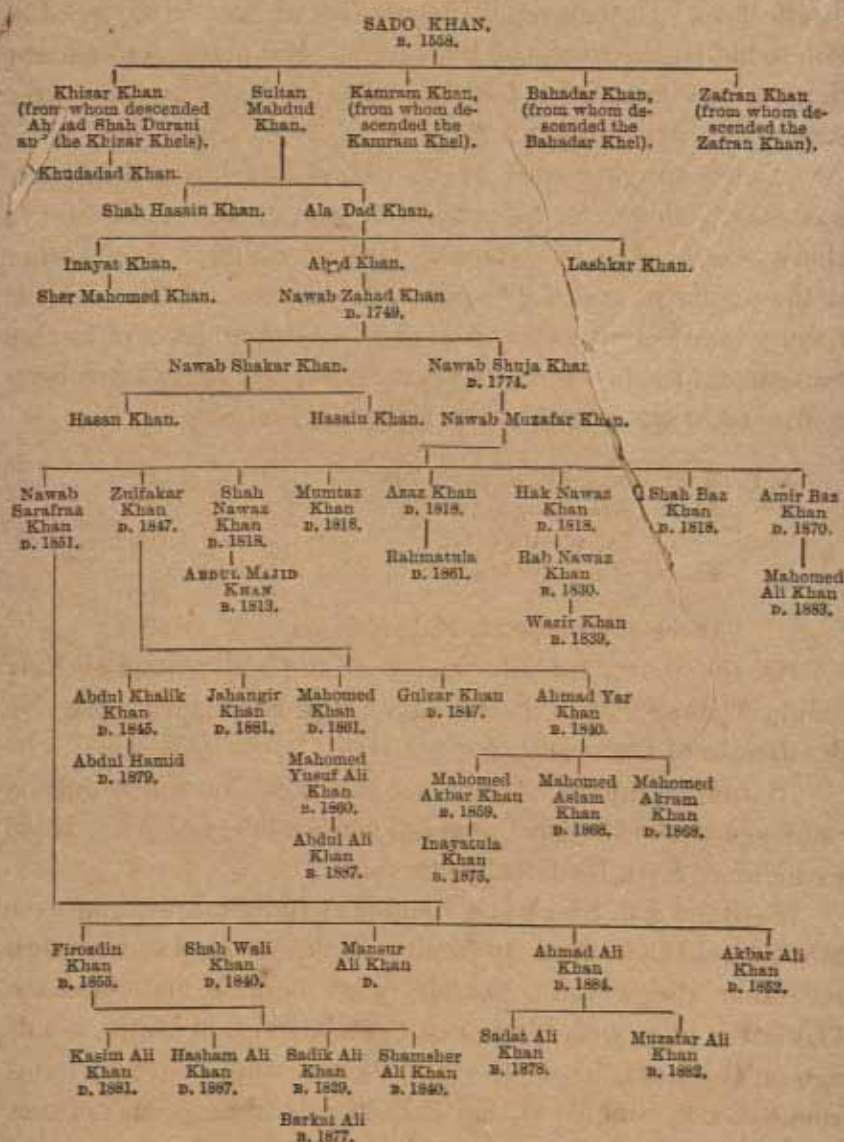 SADO KHAN.
B. 1558.
Khizar Khan
(from whom descended
Ahmad Shah Durani
and the Khizar Khels).
Khudadad Khan.
Sultan
Mahdud
Khan.
Kamram Khan,
(from whom de-
scended the
Kamram Khel).
Bahadar Khan,
(from whom de-
scended the
Bahadar Khel).
Zafran Khan
(from whom de-
scended the
Zafran Khan).
Shah Hasain Khan.
Ala Dad Khan.
Inayat Khan.
Khan.
Lashkar Khan.
Sher Mahomed Khan.
Nawab Zahad Khan
D. 1749.
Nawab Shakar Khan.
Nawab Shuja Khan
D. 1774.
Hasan Khan.
Hasain Khan.
Nawab Muzafar Khan.
Nawab
Sarafraz
Khan
D. 1851.
Zulfakar
Khan
D. 1847.
Shah
Nawaz
Khan
D. 1818.
ABDUL MAJID
KHAN
B. 1813.
Mumtaz
Khan
D. 1818.
Azaz Khan
D. 1818.
Rahmatula
D. 1861.
Hak Nawaz
Khan
D. 1818.
Rab Nawaz
Khan
B. 1830.
Wazir Khan
B. 1839.
Shah Baz
Khan
D. 1818.
Amir Baz
Khan
D. 1870.
Mahomed
Ali Khan
D. 1883.
Abdul Khalik
Khan
D. 1845.
Abdul Hamid
D. 1879.
Jahangir
Khan
D. 1881.
Mahomed
Khan
D. 1861.
Mahomed
Yusuf Ali
Khan
B. 1860.
Abdul Ali
Khan
B. 1887.
Gulzar Khan
D. 1847.
Ahmad Yar
Khan
B. 1840.
Mahomed
Akbar Khan
B. 1859.
Inayatula
Khan
B. 1875.
Mahomed
Aslam
Khan
D. 1868.
Mahomed
Akram
Khan
D. 1868.
Firozdin
Khan
D. 1855.
Shah Wali
Khan
D. 1840.
Mansur
Ali Khan
D.
Ahmad Ali
Khan
D. 1884.
Akbar Ali
Khan
D. 1852.
Kasim Ali
Khan
D. 1881.
Hasham Ali
Khan
D. 1887.
Sadik Ali
Khan
B. 1829.
Barkat Ali
B. 1877.
Shamsher
Ali Khan
B. 1840.
Sadat Ali
Khan
B. 1878.
Muzafar Ali
Khan
B. 1882.